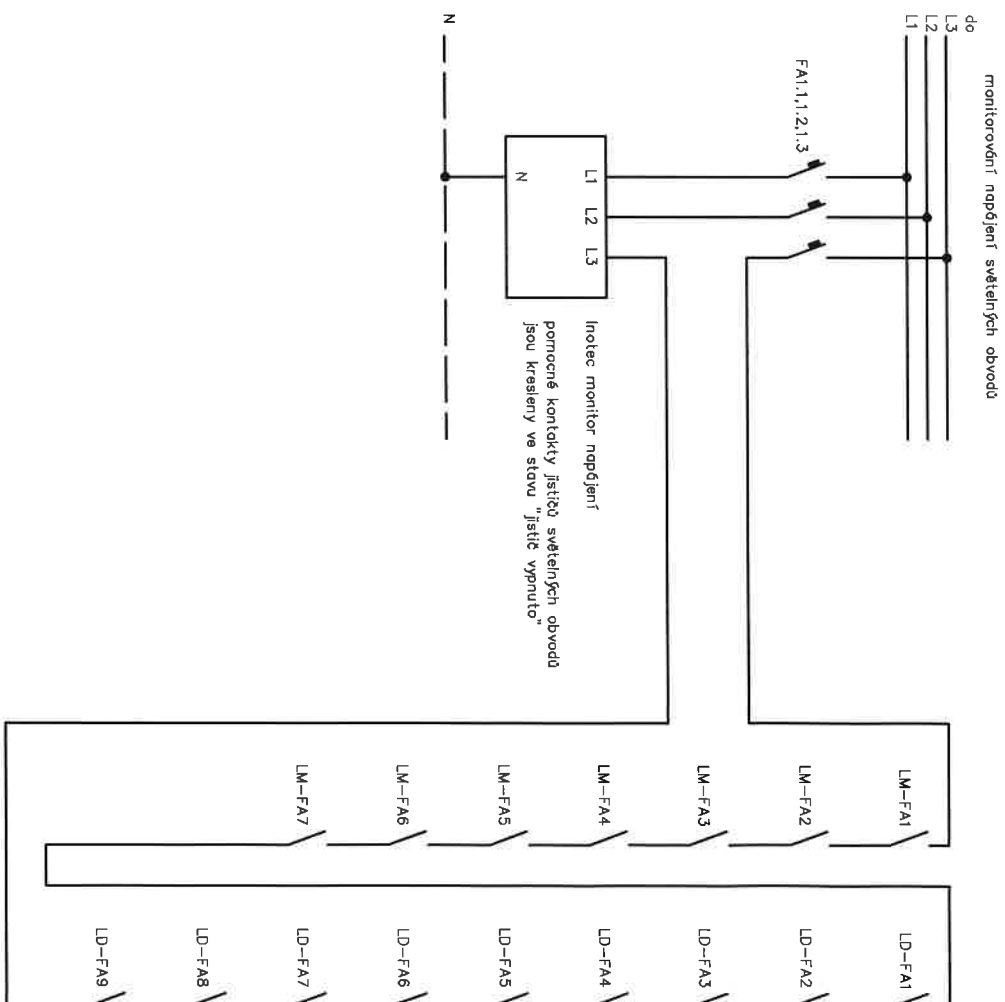 do
monitorování napájení světelných obvodů
L3
L2
L1
FA1.1,1.2,1.3
L1
L2
L3
N
N
Inotec monitor napájení
pomocné kontakty jističů světelných obvodů
jsou kresleny ve stavu "jistič vypnuto"
LM-FA1
LM-FA2
LM-FA3
LM-FA4
LM-FA5
LM-FA6
LM-FA7
LD-FA1
LD-FA2
LD-FA3
LD-FA4
LD-FA5
LD-FA6
LD-FA7
LD-FA8
LD-FA9